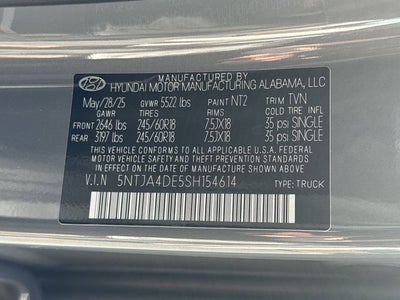 MANUFACTURED BY
HYUNDAI MOTOR MANUFACTURING ALABAMA, LLC
May/28/25 GVWR 5522 lbs PAINT NT2 TRIM TVN
COLD TIRE INFL
FRONT 2646 lbs 245/60R18 7.5JX18 35 psi SINGLE
REAR 3197 lbs 245/60R18 7.5JX18 35 psi SINGLE
THIS VEHICLE CONFORMS TO ALL APPLICABLE U.S.A. FEDERAL
MOTOR VEHICLE SAFETY, BUMPER, AND THEFT PREVENTION
STANDARDS IN EFFECT ON THE DATE OF MANUFACTURE SHOWN ABOVE.
V.I.N 5NTJA4DE5SH154614 TYPE: TRUCK